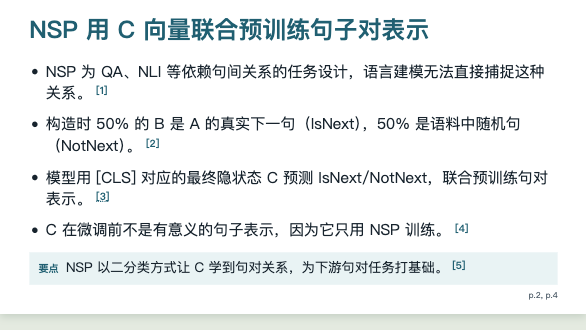 NSP 用 C 向量联合预训练句子对表示
• NSP 为 QA、NLI 等依赖句间关系的任务设计，语言建模无法直接捕捉这种
关系。[1]
• 构造时 50% 的 B 是 A 的真实下一句（IsNext），50% 是语料中随机句
（NotNext）。[2]
• 模型用 [CLS] 对应的最终隐状态 C 预测 IsNext/NotNext，联合预训练句对
表示。[3]
• C 在微调前不是有意义的句子表示，因为它只用 NSP 训练。[4]
要点 NSP 以二分类方式让 C 学到句对关系，为下游句对任务打基础。[5]
p.2, p.4